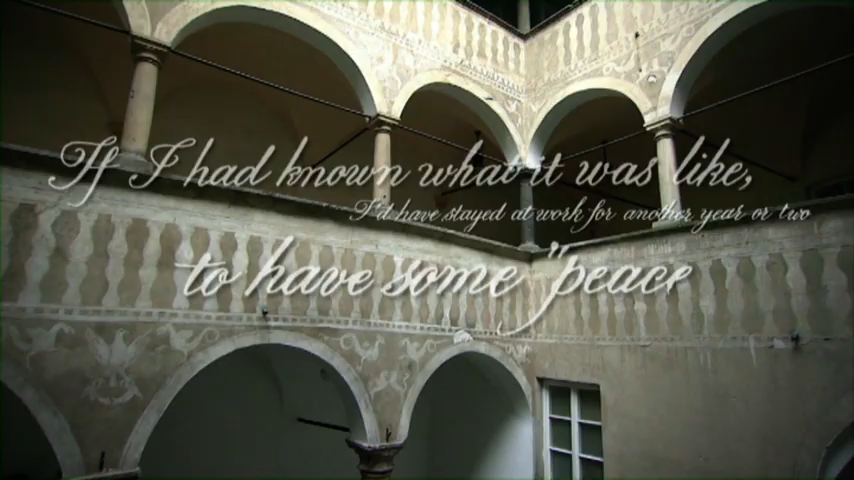 If I had known what it was like,
I'd have stayed at work for another year or two
to have some "peace